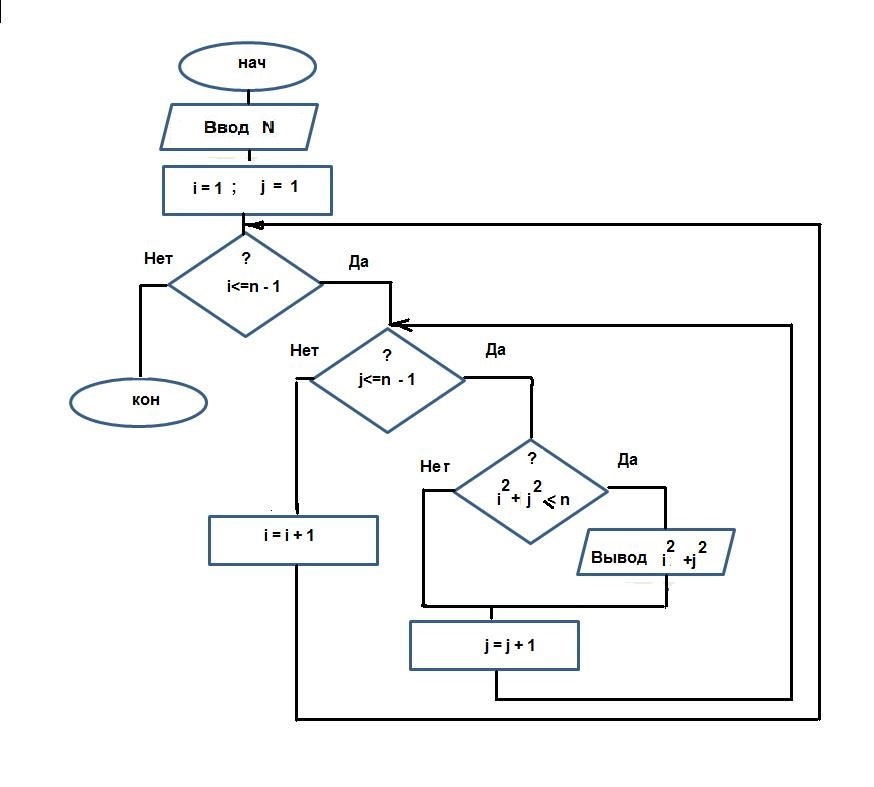 нач
Ввод N
i = 1 ; j = 1
Нет
?
Да
i<=n - 1
Нет
?
Да
j<=n - 1
кон
Нет
?
Да
i² + j² ≤ n
i = i + 1
Вывод i² +j²
j = j + 1